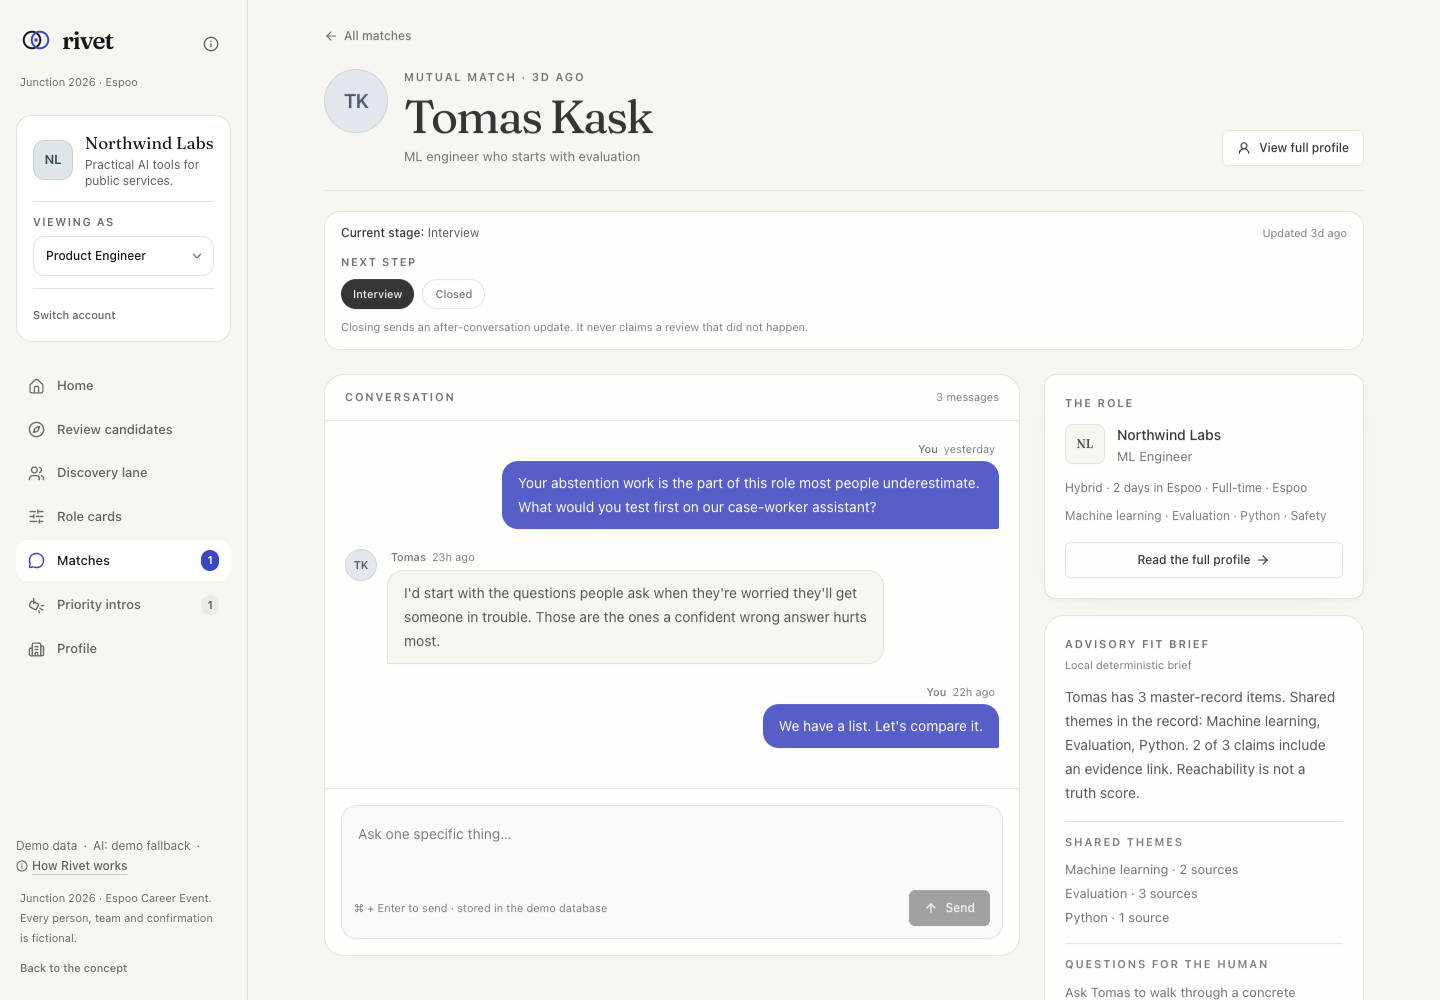 rivet
Junction 2026 · Espoo
NL
Northwind Labs
Practical AI tools for
public services.
VIEWING AS
Product Engineer
Switch account
Home
Review candidates
Discovery lane
Role cards
Matches 1
Priority intros 1
Profile
Demo data · AI: demo fallback ·
How Rivet works
Junction 2026 · Espoo Career Event.
Every person, team and confirmation
is fictional.
Back to the concept
← All matches
TK
MUTUAL MATCH · 3D AGO
Tomas Kask
ML engineer who starts with evaluation
View full profile
Current stage: Interview
Updated 3d ago
NEXT STEP
Interview Closed
Closing sends an after-conversation update. It never claims a review that did not happen.
CONVERSATION 3 messages
You yesterday
Your abstention work is the part of this role most people underestimate.
What would you test first on our case-worker assistant?
TK
Tomas 23h ago
I'd start with the questions people ask when they're worried they'll get
someone in trouble. Those are the ones a confident wrong answer hurts
most.
You 22h ago
We have a list. Let's compare it.
Ask one specific thing...
⌘ + Enter to send · stored in the demo database
↑ Send
THE ROLE
NL
Northwind Labs
ML Engineer
Hybrid · 2 days in Espoo · Full-time · Espoo
Machine learning · Evaluation · Python · Safety
Read the full profile →
ADVISORY FIT BRIEF
Local deterministic brief
Tomas has 3 master-record items. Shared
themes in the record: Machine learning,
Evaluation, Python. 2 of 3 claims include
an evidence link. Reachability is not a
truth score.
SHARED THEMES
Machine learning · 2 sources
Evaluation · 3 sources
Python · 1 source
QUESTIONS FOR THE HUMAN
Ask Tomas to walk through a concrete